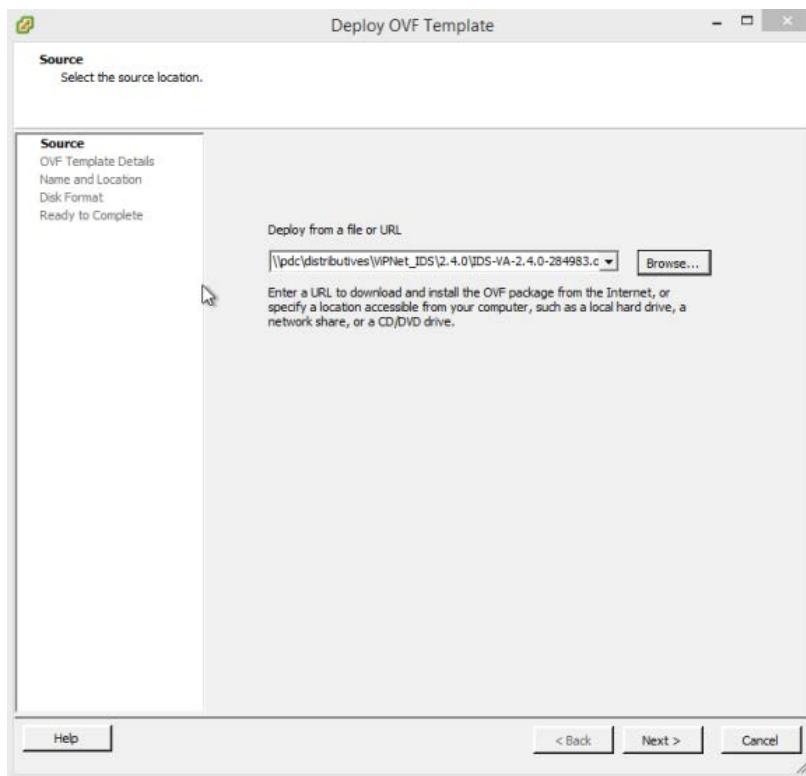 Deploy OVF Template
Source
Select the source location.
Source
OVF Template Details
Name and Location
Disk Format
Ready to Complete
Deploy from a file or URL
\\pdc\distributives\ViPNet_IDS\2.4.0\IDS-VA-2.4.0-284983.c
Browse...
Enter a URL to download and install the OVF package from the Internet, or
specify a location accessible from your computer, such as a local hard drive, a
network share, or a CD/DVD drive.
Help
< Back
Next >
Cancel